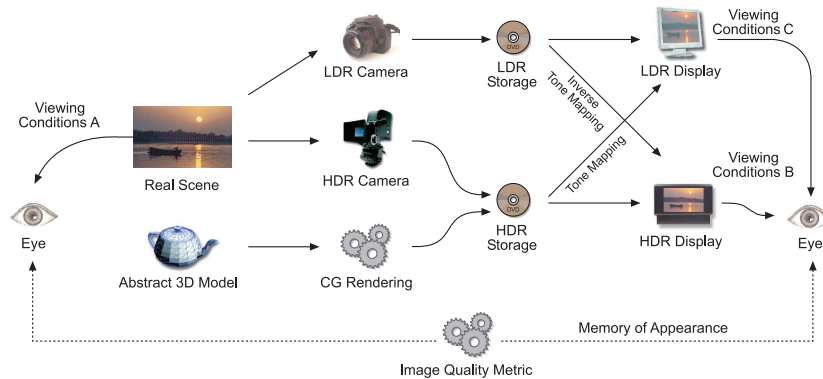 Viewing
Conditions A
Real Scene
Eye
Abstract 3D Model
LDR Camera
HDR Camera
CG Rendering
DVD
LDR
Storage
DVD
HDR
Storage
Inverse
Tone Mapping
Tone Mapping
LDR Display
Viewing
Conditions C
Viewing
Conditions B
HDR Display
Eye
Memory of Appearance
Image Quality Metric